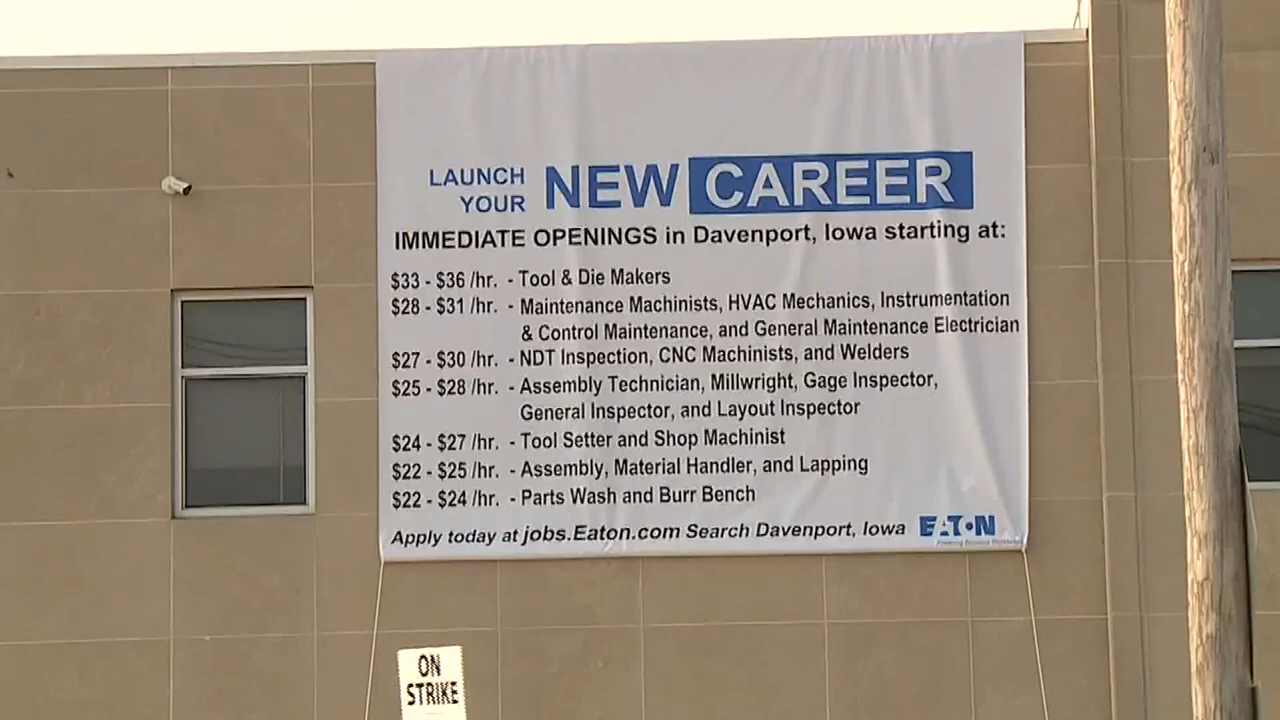 LAUNCH YOUR NEW CAREER
IMMEDIATE OPENINGS in Davenport, Iowa starting at:
$33 - $36 /hr. - Tool & Die Makers
$28 - $31 /hr. - Maintenance Machinists, HVAC Mechanics, Instrumentation
& Control Maintenance, and General Maintenance Electrician
$27 - $30 /hr. - NDT Inspection, CNC Machinists, and Welders
$25 - $28 /hr. - Assembly Technician, Millwright, Gage Inspector,
General Inspector, and Layout Inspector
$24 - $27 /hr. - Tool Setter and Shop Machinist
$22 - $25 /hr. - Assembly, Material Handler, and Lapping
$22 - $24 /hr. - Parts Wash and Burr Bench
Apply today at jobs.Eaton.com Search Davenport, Iowa EATON
ON
STRIKE